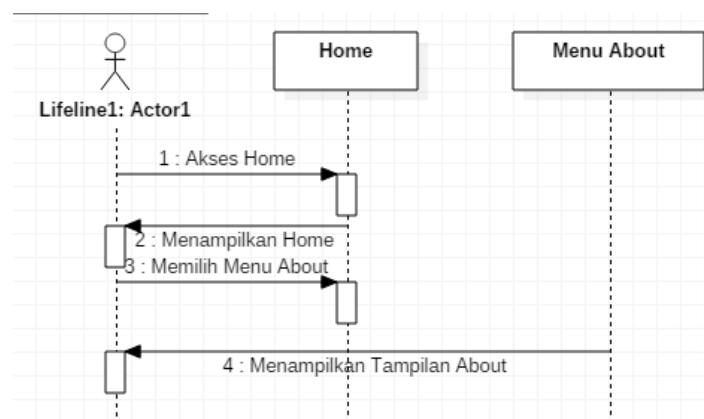 Home
Menu About
Lifeline1: Actor1
1 : Akses Home
2 : Menampilkan Home
3 : Memilih Menu About
4 : Menampilkan Tampilan About